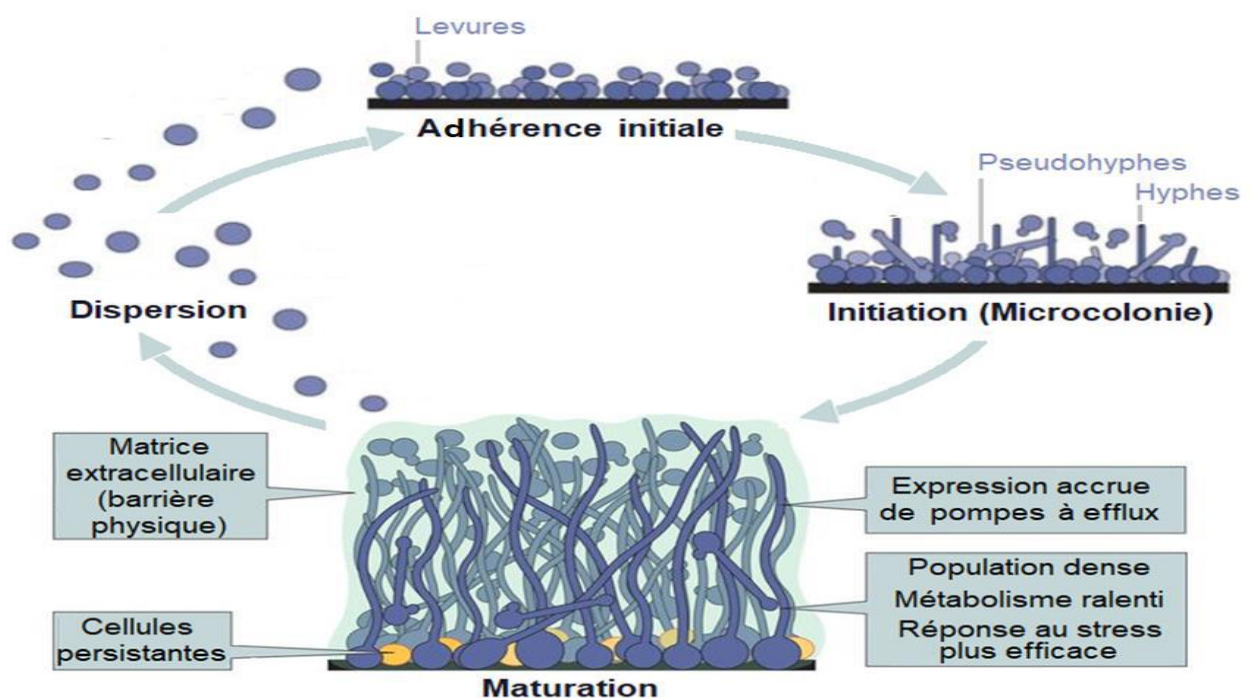 Levures
Adhérence initiale
Pseudohyphes
Hyphes
Initiation (Microcolonie)
Dispersion
Matrice
extracellulaire
(barrière
physique)
Expression accrue
de pompes à efflux
Population dense
Métabolisme ralenti
Réponse au stress
plus efficace
Cellules
persistantes
Maturation